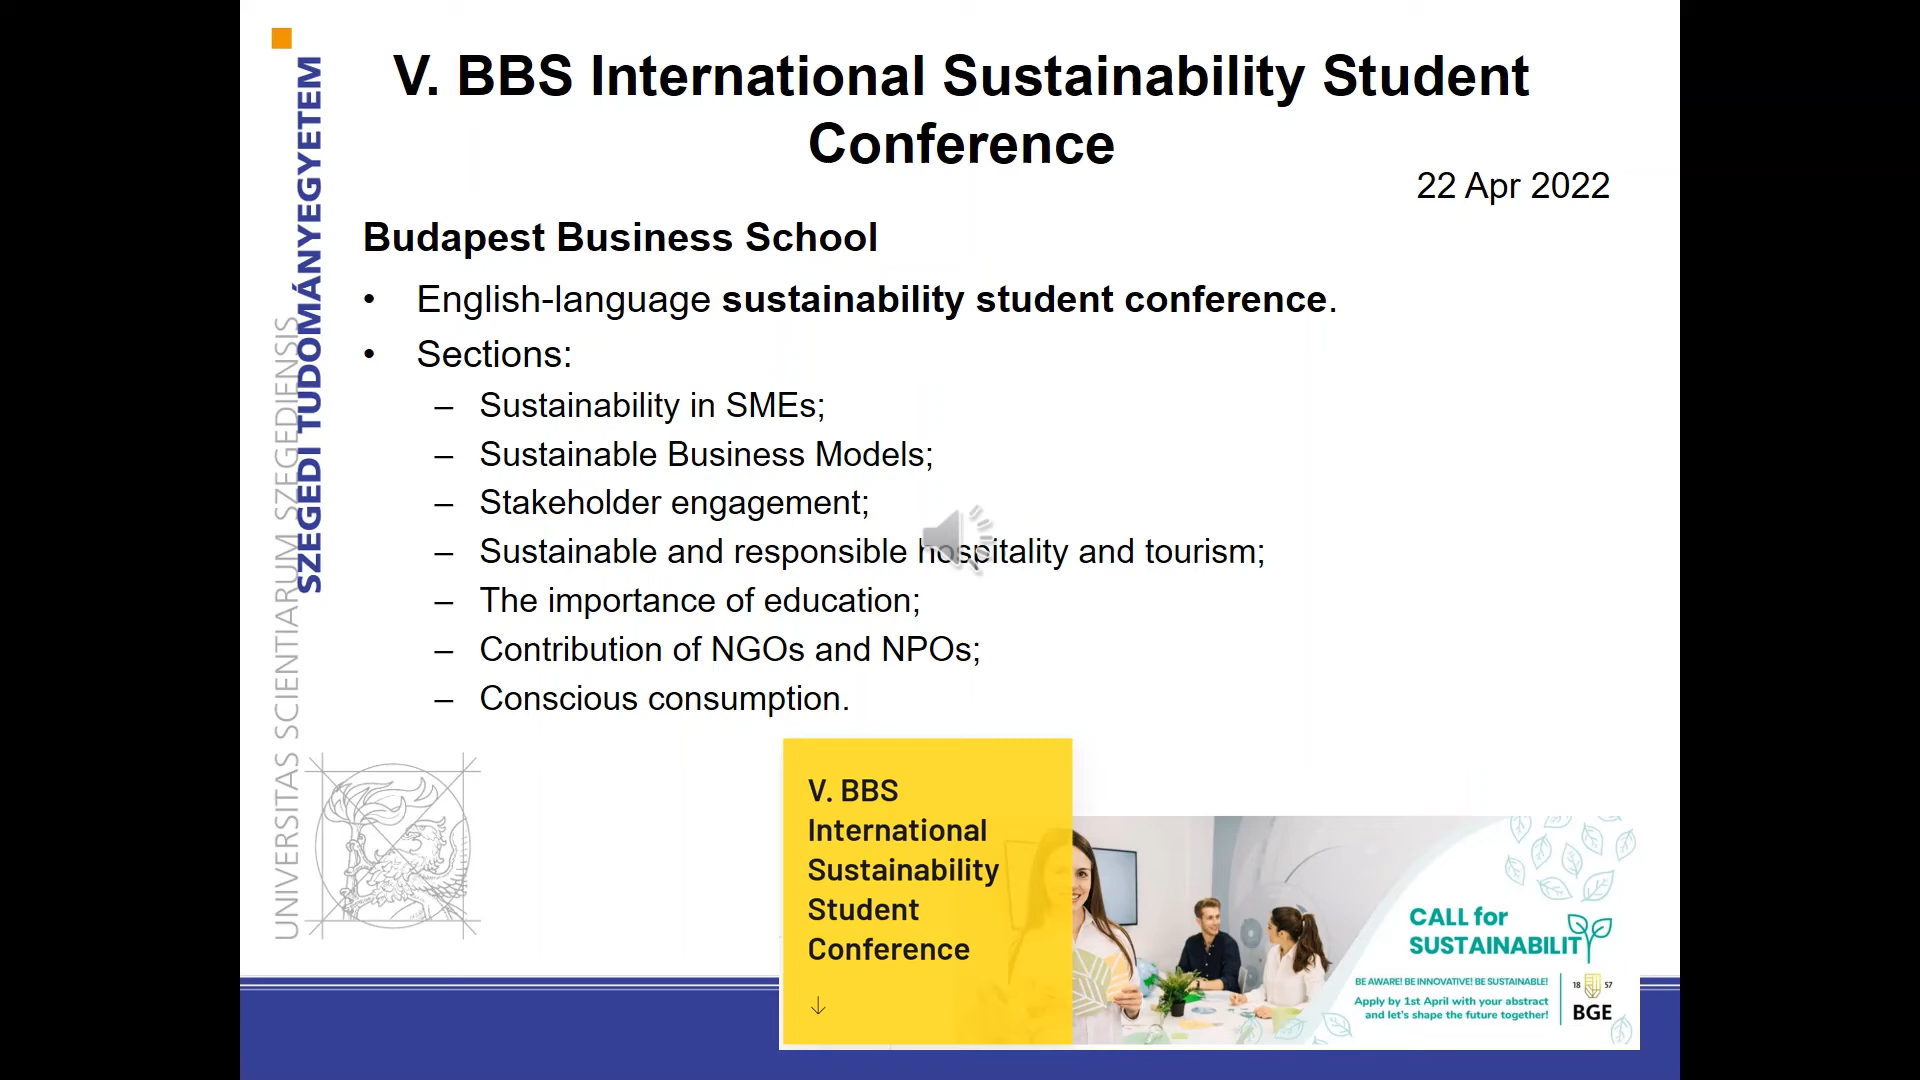 V. BBS International Sustainability Student
Conference
22 Apr 2022
Budapest Business School
• English-language sustainability student conference.
• Sections:
– Sustainability in SMEs;
– Sustainable Business Models;
– Stakeholder engagement;
– Sustainable and responsible hospitality and tourism;
– The importance of education;
– Contribution of NGOs and NPOs;
– Conscious consumption.
SZEGEDI TUDOMÁNYEGYETEM
UNIVERSITAS SCIENTIARUM SZEGEDIENSIS
V. BBS
International
Sustainability
Student
Conference
↓
CALL for
SUSTAINABILITY
BE AWARE! BE INNOVATIVE! BE SUSTAINABLE!
Apply by 1st April with your abstract
and let's shape the future together!
18 57
BGE